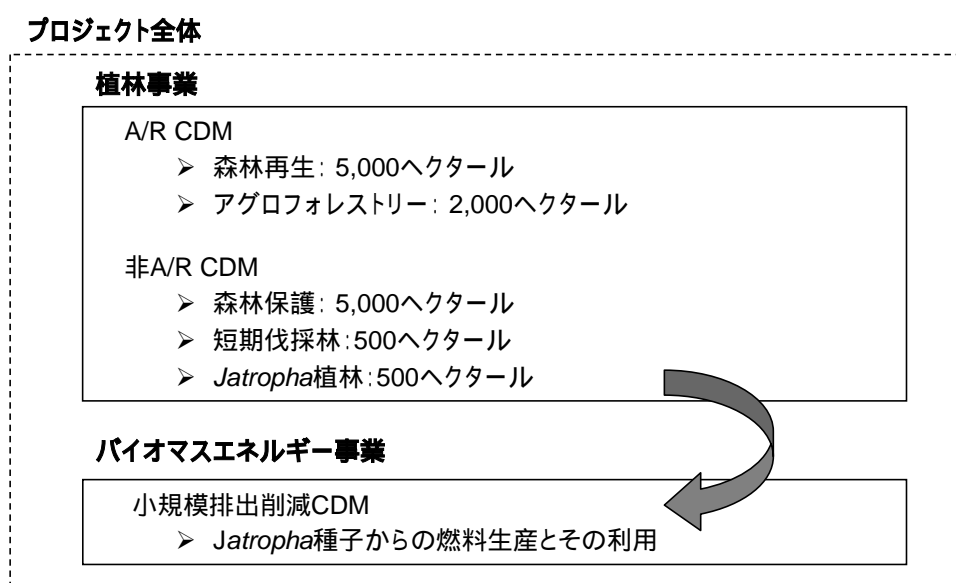 プロジェクト全体
植林事業
A/R CDM
➢ 森林再生: 5,000ヘクタール
➢ アグロフォレストリー: 2,000ヘクタール
非A/R CDM
➢ 森林保護: 5,000ヘクタール
➢ 短期伐採林:500ヘクタール
➢ Jatropha植林:500ヘクタール
バイオマスエネルギー事業
小規模排出削減CDM
➢ Jatropha種子からの燃料生産とその利用